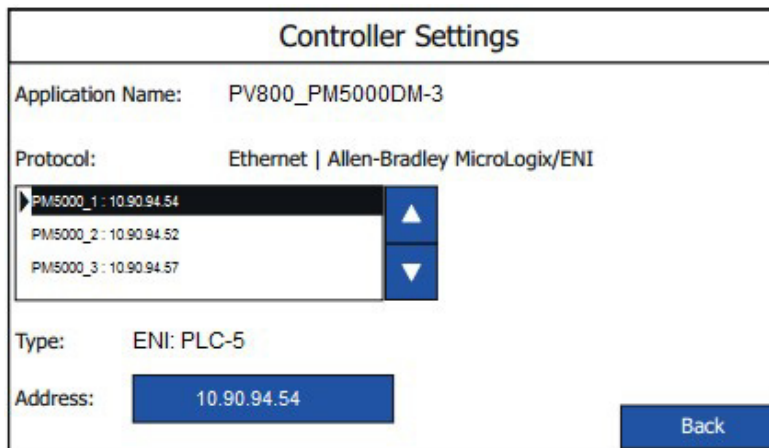 Controller Settings
Application Name: PV800_PM5000DM-3
Protocol: Ethernet | Allen-Bradley MicroLogix/ENI
PM5000_1 : 10.90.94.54
PM5000_2 : 10.90.94.52
PM5000_3 : 10.90.94.57
Type: ENI: PLC-5
Address: 10.90.94.54
Back